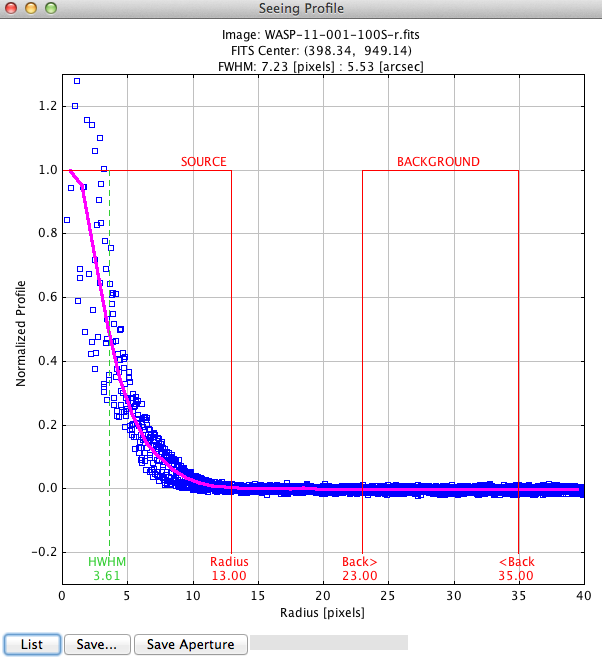 Seeing Profile
Image: WASP-11-001-100S-r.fits
FITS Center: (398.34, 949.14)
FWHM: 7.23 [pixels] : 5.53 [arcsec]
1.2
1.0
0.8
0.6
0.4
0.2
0.0
-0.2
Normalized Profile
SOURCE
BACKGROUND
HWHM
3.61
Radius
13.00
Back>
23.00
<Back
35.00
0 5 10 15 20 25 30 35 40
Radius [pixels]
List Save... Save Aperture